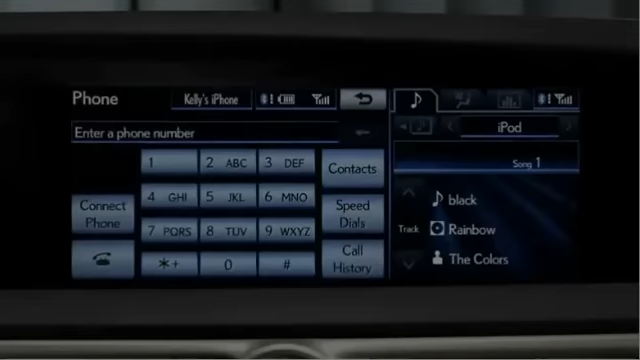 Phone
Kelly's iPhone
iPod
Enter a phone number
Song 1
1
2 ABC
3 DEF
Contacts
4 GHI
5 JKL
6 MNO
Connect Phone
Speed Dials
7 PQRS
8 TUV
9 WXYZ
Call History
*+
0
#
Track
black
Rainbow
The Colors